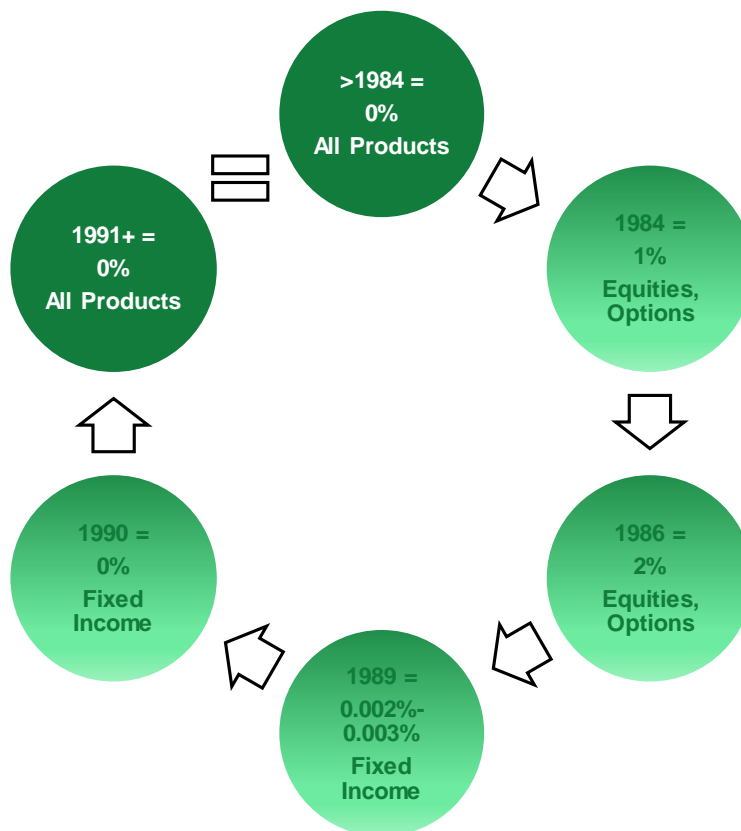 >1984 =
0%
All Products
1984 =
1%
Equities,
Options
1986 =
2%
Equities,
Options
1989 =
0.002%-
0.003%
Fixed
Income
1990 =
0%
Fixed
Income
1991+ =
0%
All Products